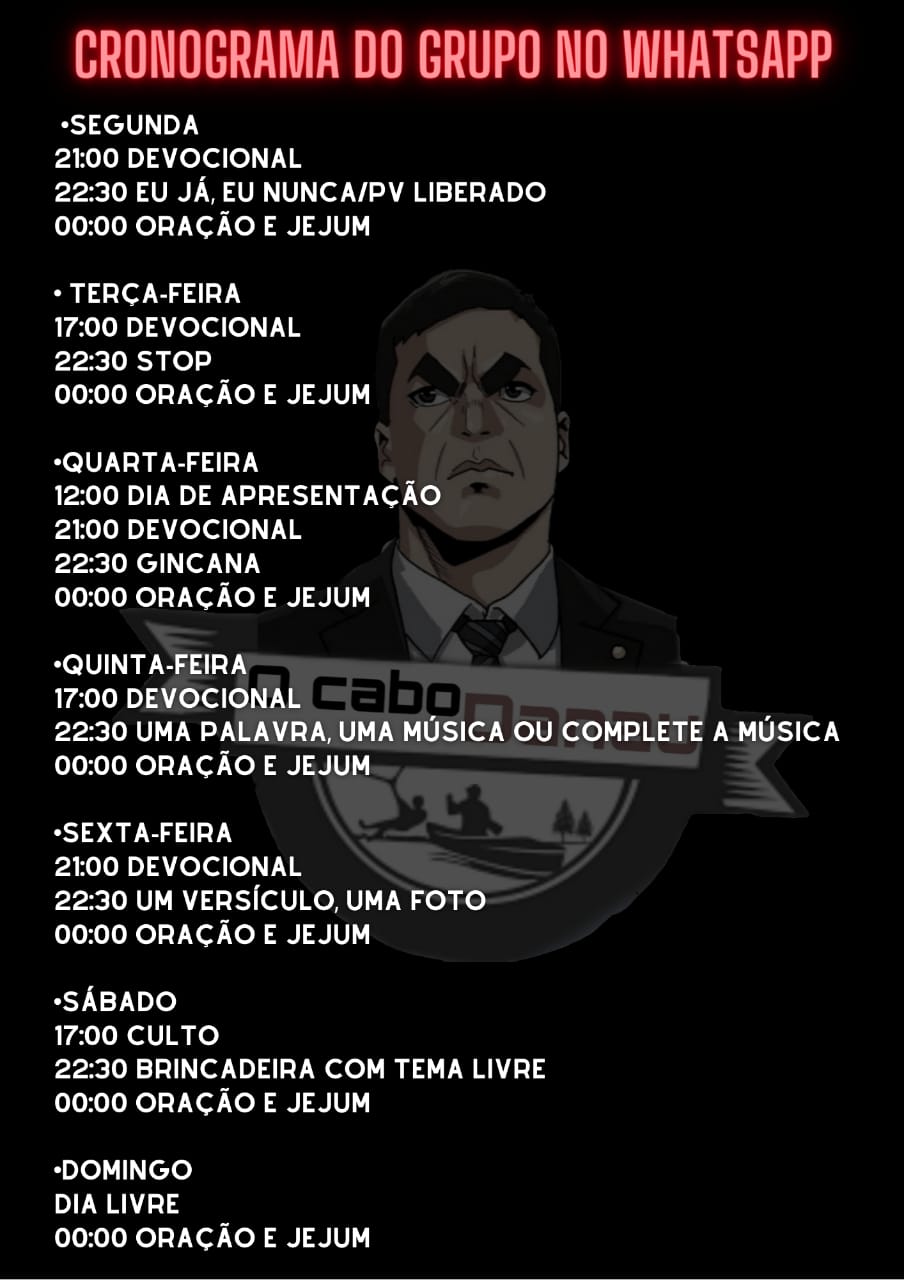 CRONOGRAMA DO GRUPO NO WHATSAPP
•SEGUNDA
21:00 DEVOCIONAL
22:30 EU JÁ, EU NUNCA/PV LIBERADO
00:00 ORAÇÃO E JEJUM
• TERÇA-FEIRA
17:00 DEVOCIONAL
22:30 STOP
00:00 ORAÇÃO E JEJUM
•QUARTA-FEIRA
12:00 DIA DE APRESENTAÇÃO
21:00 DEVOCIONAL
22:30 GINCANA
00:00 ORAÇÃO E JEJUM
•QUINTA-FEIRA
17:00 DEVOCIONAL
O cabo
22:30 UMA PALAVRA, UMA MÚSICA OU COMPLETE A MÚSICA
00:00 ORAÇÃO E JEJUM
•SEXTA-FEIRA
21:00 DEVOCIONAL
22:30 UM VERSÍCULO, UMA FOTO
00:00 ORAÇÃO E JEJUM
•SÁBADO
17:00 CULTO
22:30 BRINCADEIRA COM TEMA LIVRE
00:00 ORAÇÃO E JEJUM
•DOMINGO
DIA LIVRE
00:00 ORAÇÃO E JEJUM